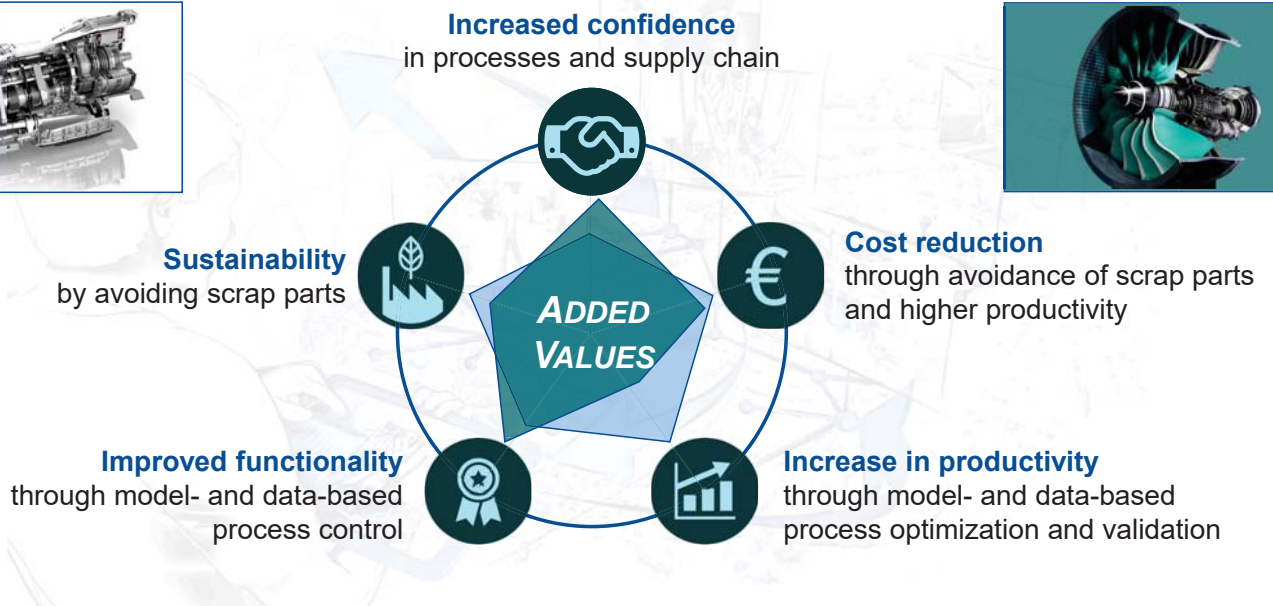 Increased confidence
in processes and supply chain
Sustainability
by avoiding scrap parts
Cost reduction
through avoidance of scrap parts
and higher productivity
€
ADDED
VALUES
Improved functionality
through model- and data-based
process control
Increase in productivity
through model- and data-based
process optimization and validation